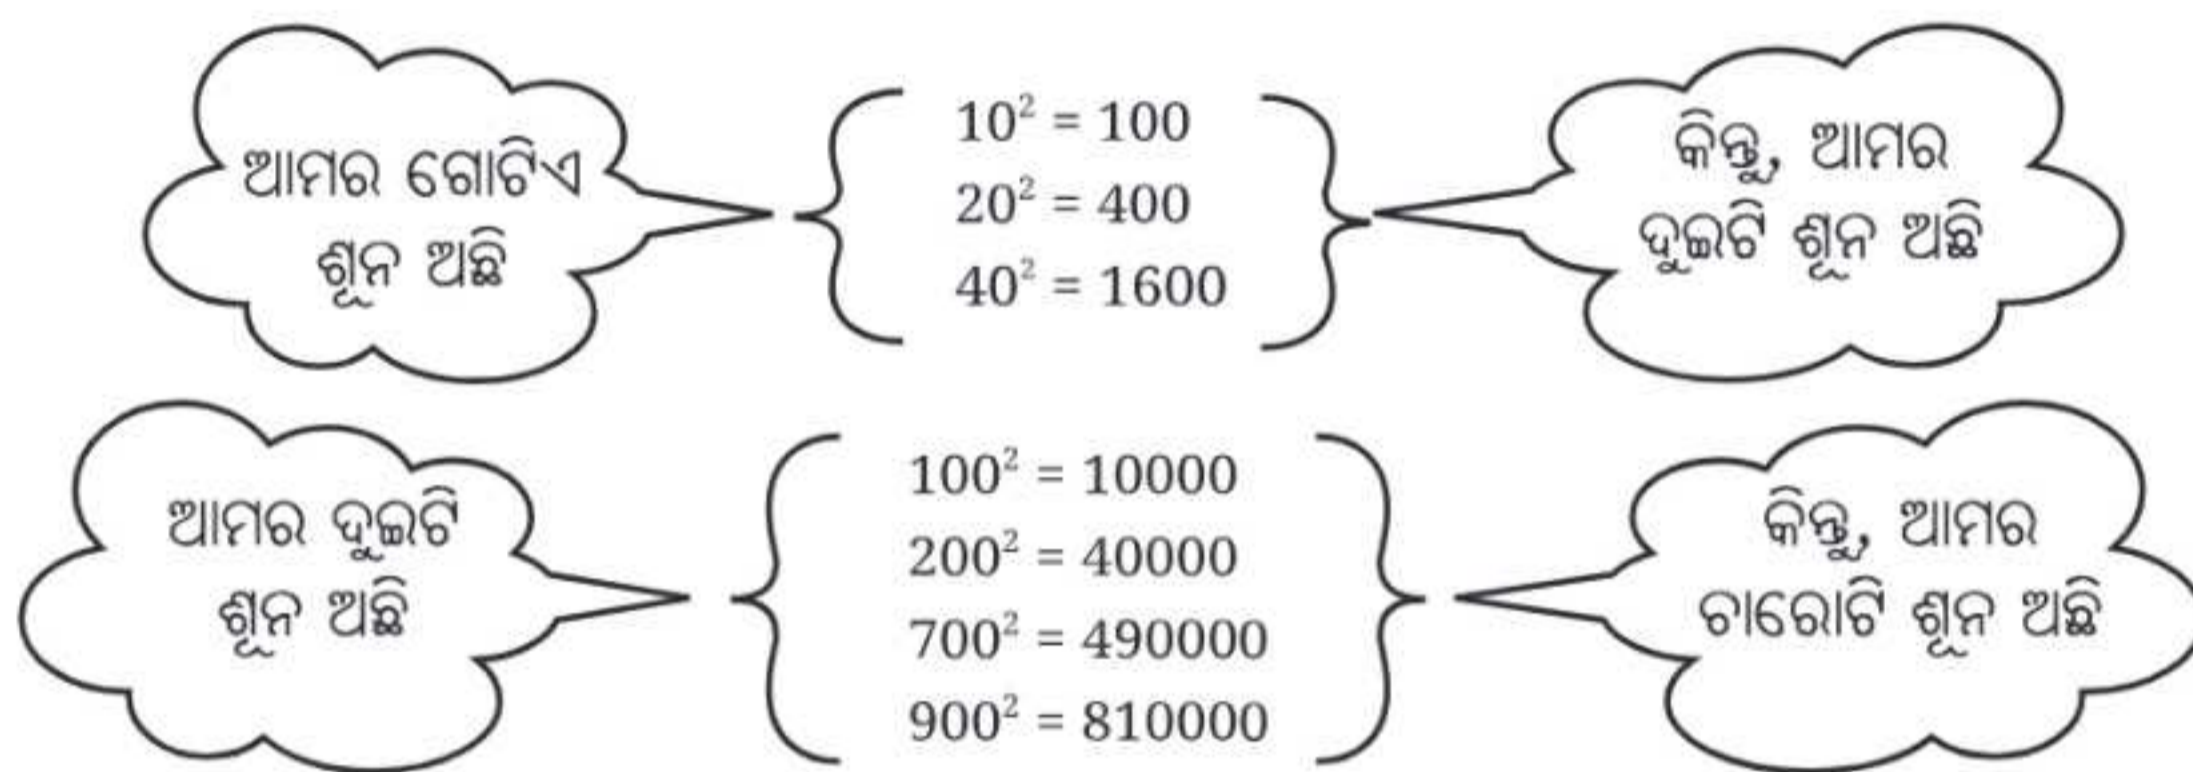 ଆମର ଗୋଟିଏ
ଶୂନ ଅଛି
10² = 100
20² = 400
40² = 1600
କିନ୍ତୁ, ଆମର
ଦୁଇଟି ଶୂନ ଅଛି
ଆମର ଦୁଇଟି
ଶୂନ ଅଛି
100² = 10000
200² = 40000
700² = 490000
900² = 810000
କିନ୍ତୁ, ଆମର
ଚାରୋଟି ଶୂନ ଅଛି